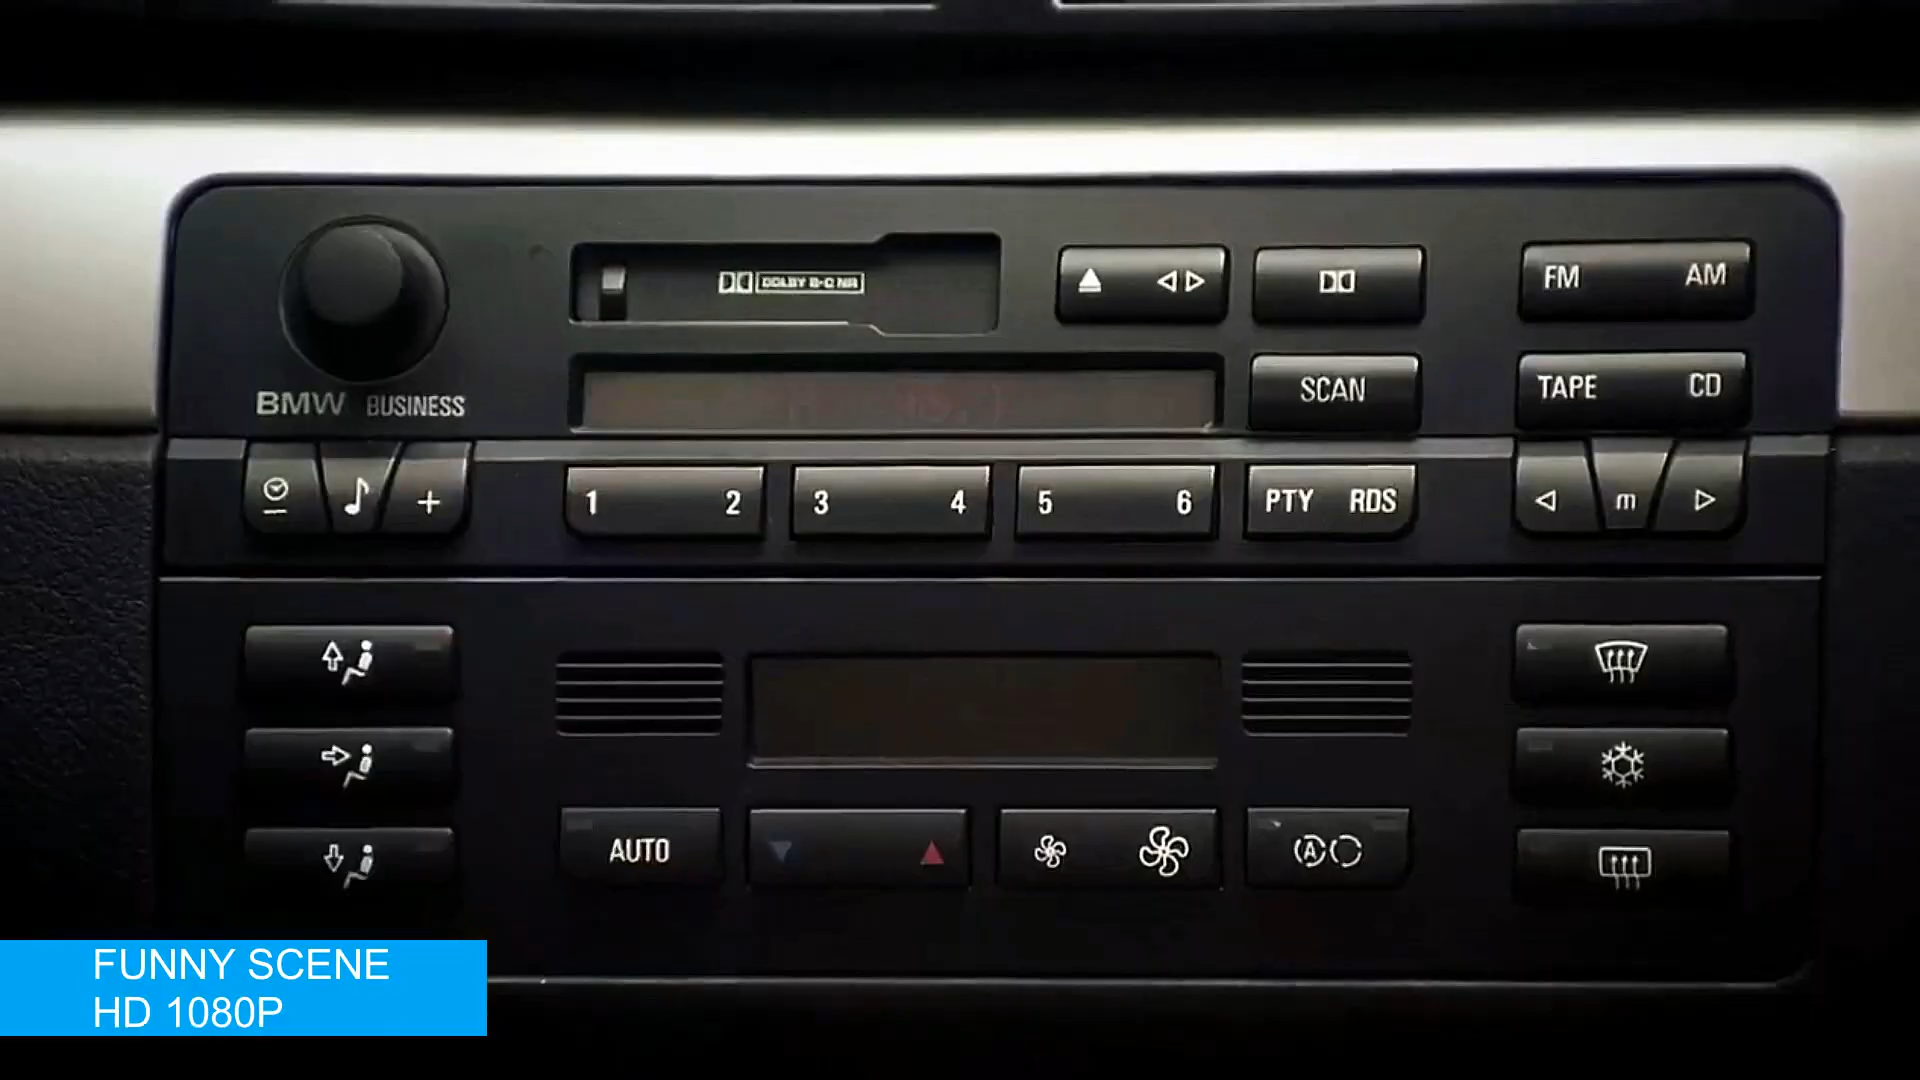 DOLBY B-C NR
FM AM
BMW BUSINESS
SCAN
TAPE CD
1 2 3 4 5 6 PTY RDS m
AUTO
A
FUNNY SCENE
HD 1080P